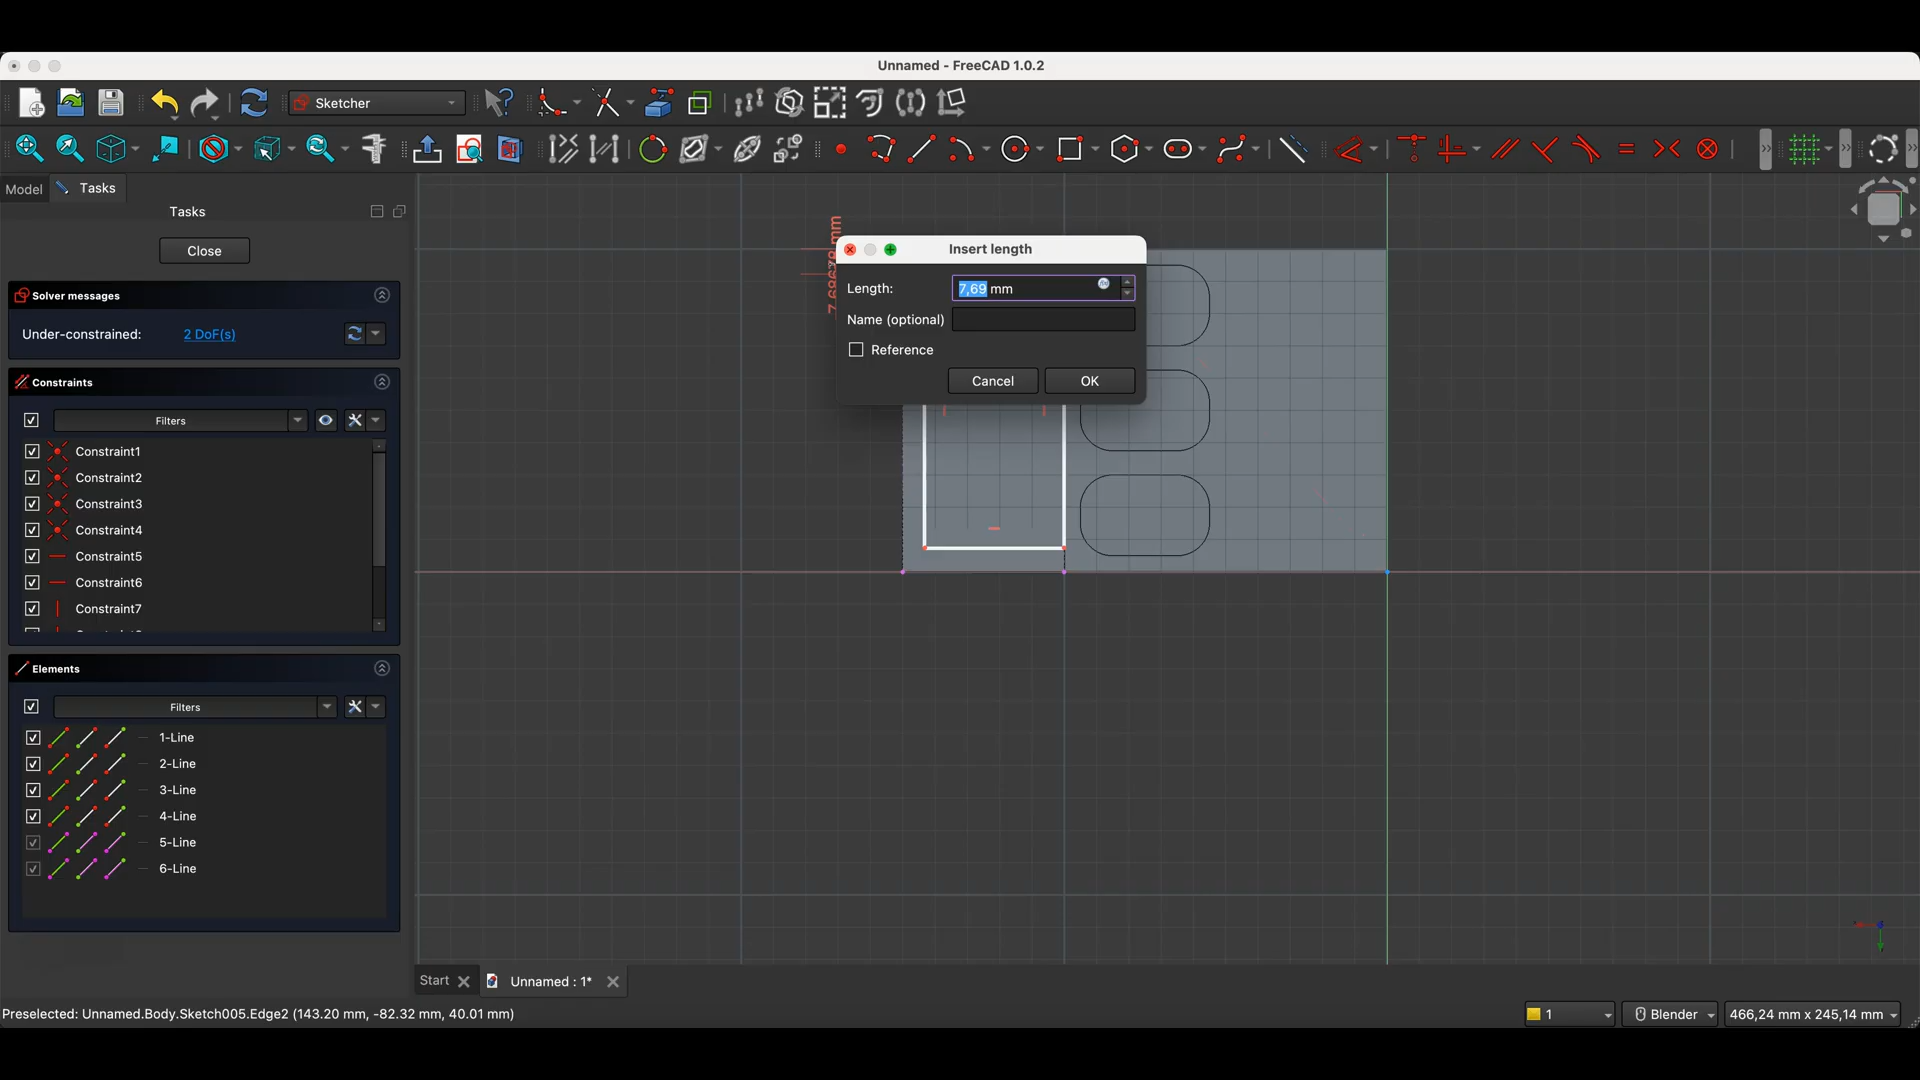 Unnamed - FreeCAD 1.0.2
Sketcher
Model
Tasks
Tasks
Close
Solver messages
Under-constrained:
2 DoF(s)
Constraints
Filters
Constraint1
Constraint2
Constraint3
Constraint4
Constraint5
Constraint6
Constraint7
Elements
Filters
1-Line
2-Line
3-Line
4-Line
5-Line
6-Line
Insert length
Length:
7,69 mm
Name (optional)
Reference
Cancel
OK
Start
Unnamed : 1*
Preselected: Unnamed.Body.Sketch005.Edge2 (143.20 mm, -82.32 mm, 40.01 mm)
1
Blender
466,24 mm x 245,14 mm